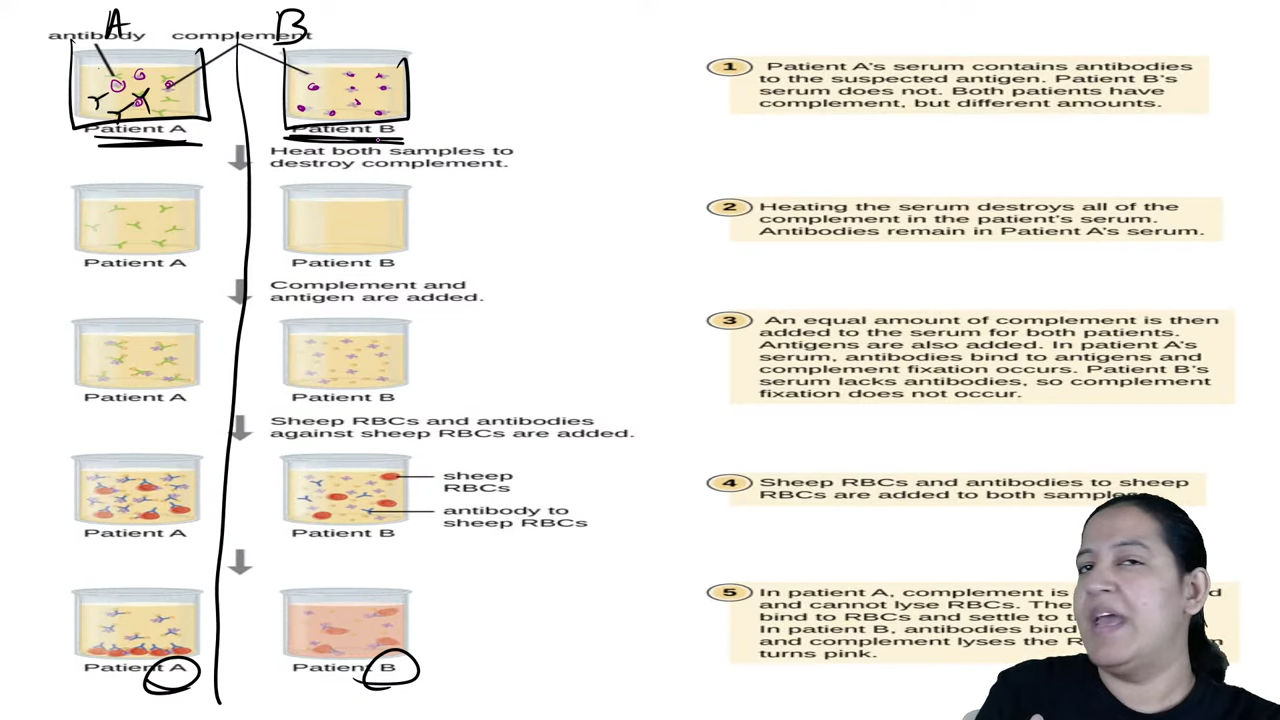 A
B
antibody complement
Patient A
Patient B
Heat both samples to
destroy complement.
Patient A
Patient B
Complement and
antigen are added.
Patient A
Patient B
Sheep RBCs and antibodies
against sheep RBCs are added.
sheep
RBCs
antibody to
sheep RBCs
Patient A
Patient B
Patient A
Patient B
1 Patient A's serum contains antibodies
to the suspected antigen. Patient B's
serum does not. Both patients have
complement, but different amounts.
2 Heating the serum destroys all of the
complement in the patient's serum.
Antibodies remain in Patient A's serum.
3 An equal amount of complement is then
added to the serum for both patients.
Antigens are also added. In patient A's
serum, antibodies bind to antigens and
complement fixation occurs. Patient B's
serum lacks antibodies, so complement
fixation does not occur.
4 Sheep RBCs and antibodies to sheep
RBCs are added to both samples
5 In patient A, complement is
and cannot lyse RBCs. The
bind to RBCs and settle to
In patient B, antibodies bind
and complement lyses the
turns pink.